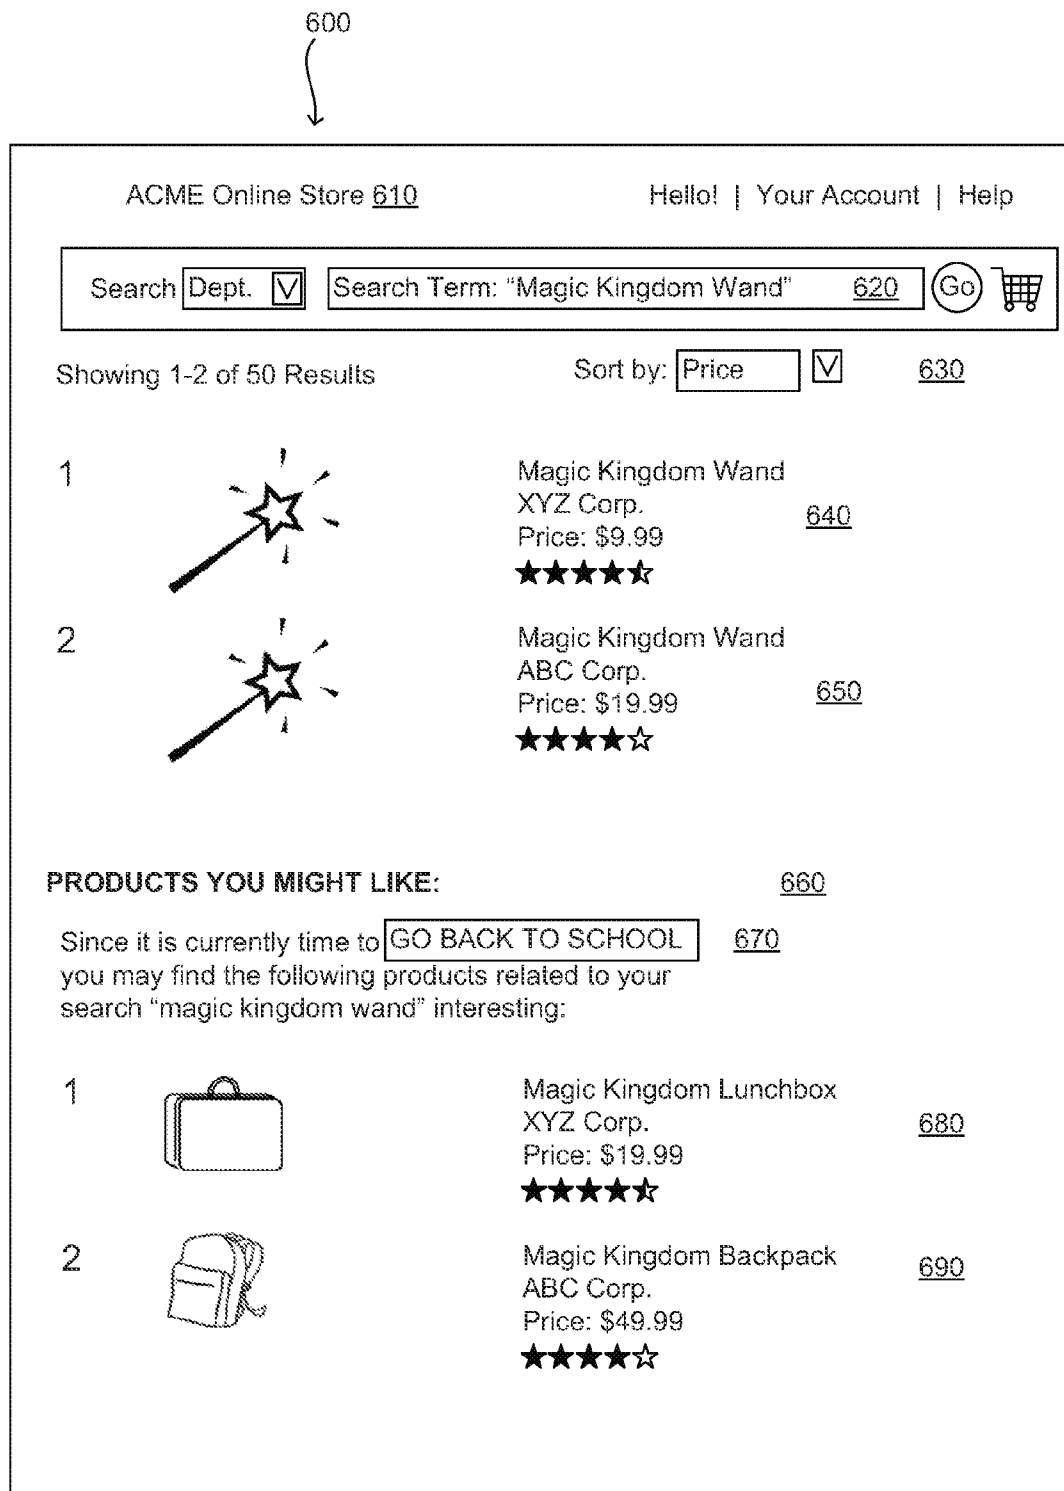 600
ACME Online Store 610 Hello! | Your Account | Help
Search Dept. V Search Term: “Magic Kingdom Wand” 620 Go
Showing 1-2 of 50 Results Sort by: Price V 630
1 Magic Kingdom Wand
XYZ Corp.
640
Price: $9.99
2 Magic Kingdom Wand
ABC Corp.
650
Price: $19.99
PRODUCTS YOU MIGHT LIKE: 660
Since it is currently time to GO BACK TO SCHOOL 670
you may find the following products related to your
search “magic kingdom wand” interesting:
1 Magic Kingdom Lunchbox
XYZ Corp. 680
Price: $19.99
2 Magic Kingdom Backpack
690
ABC Corp.
Price: $49.99